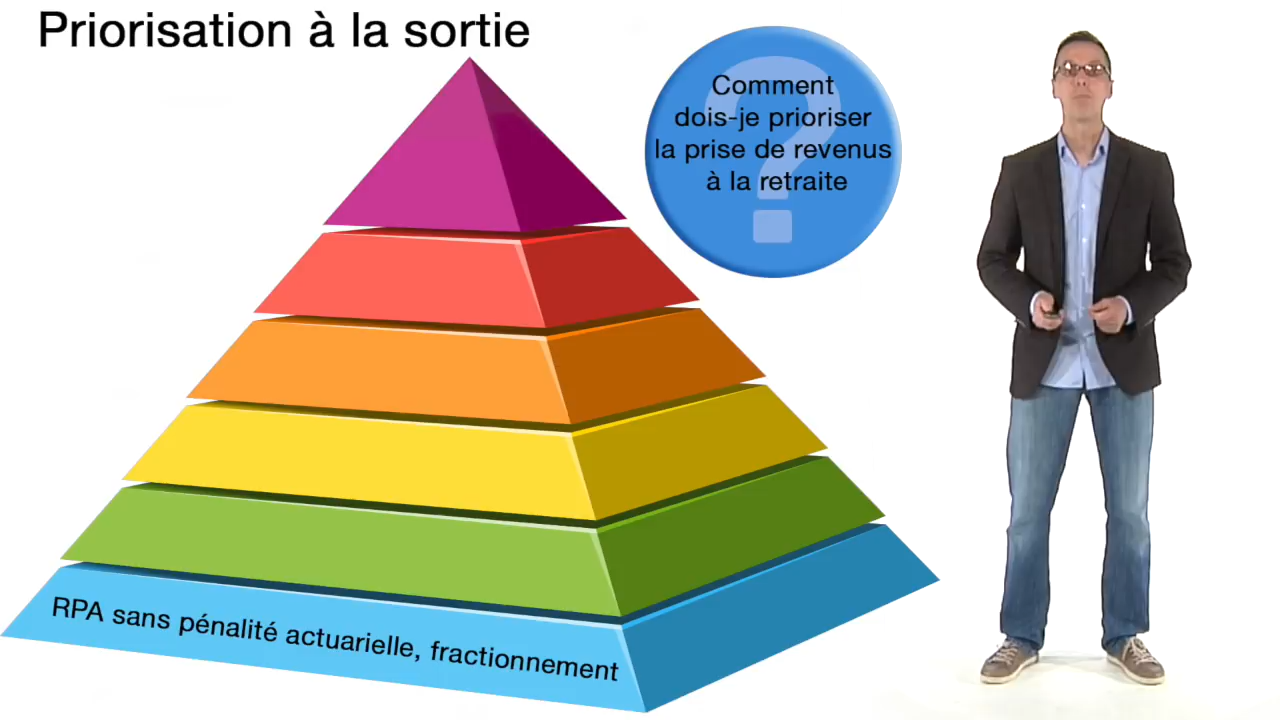 Priorisation à la sortie
Comment
dois-je prioriser
la prise de revenus
à la retraite
?
RPA sans pénalité actuarielle, fractionnement